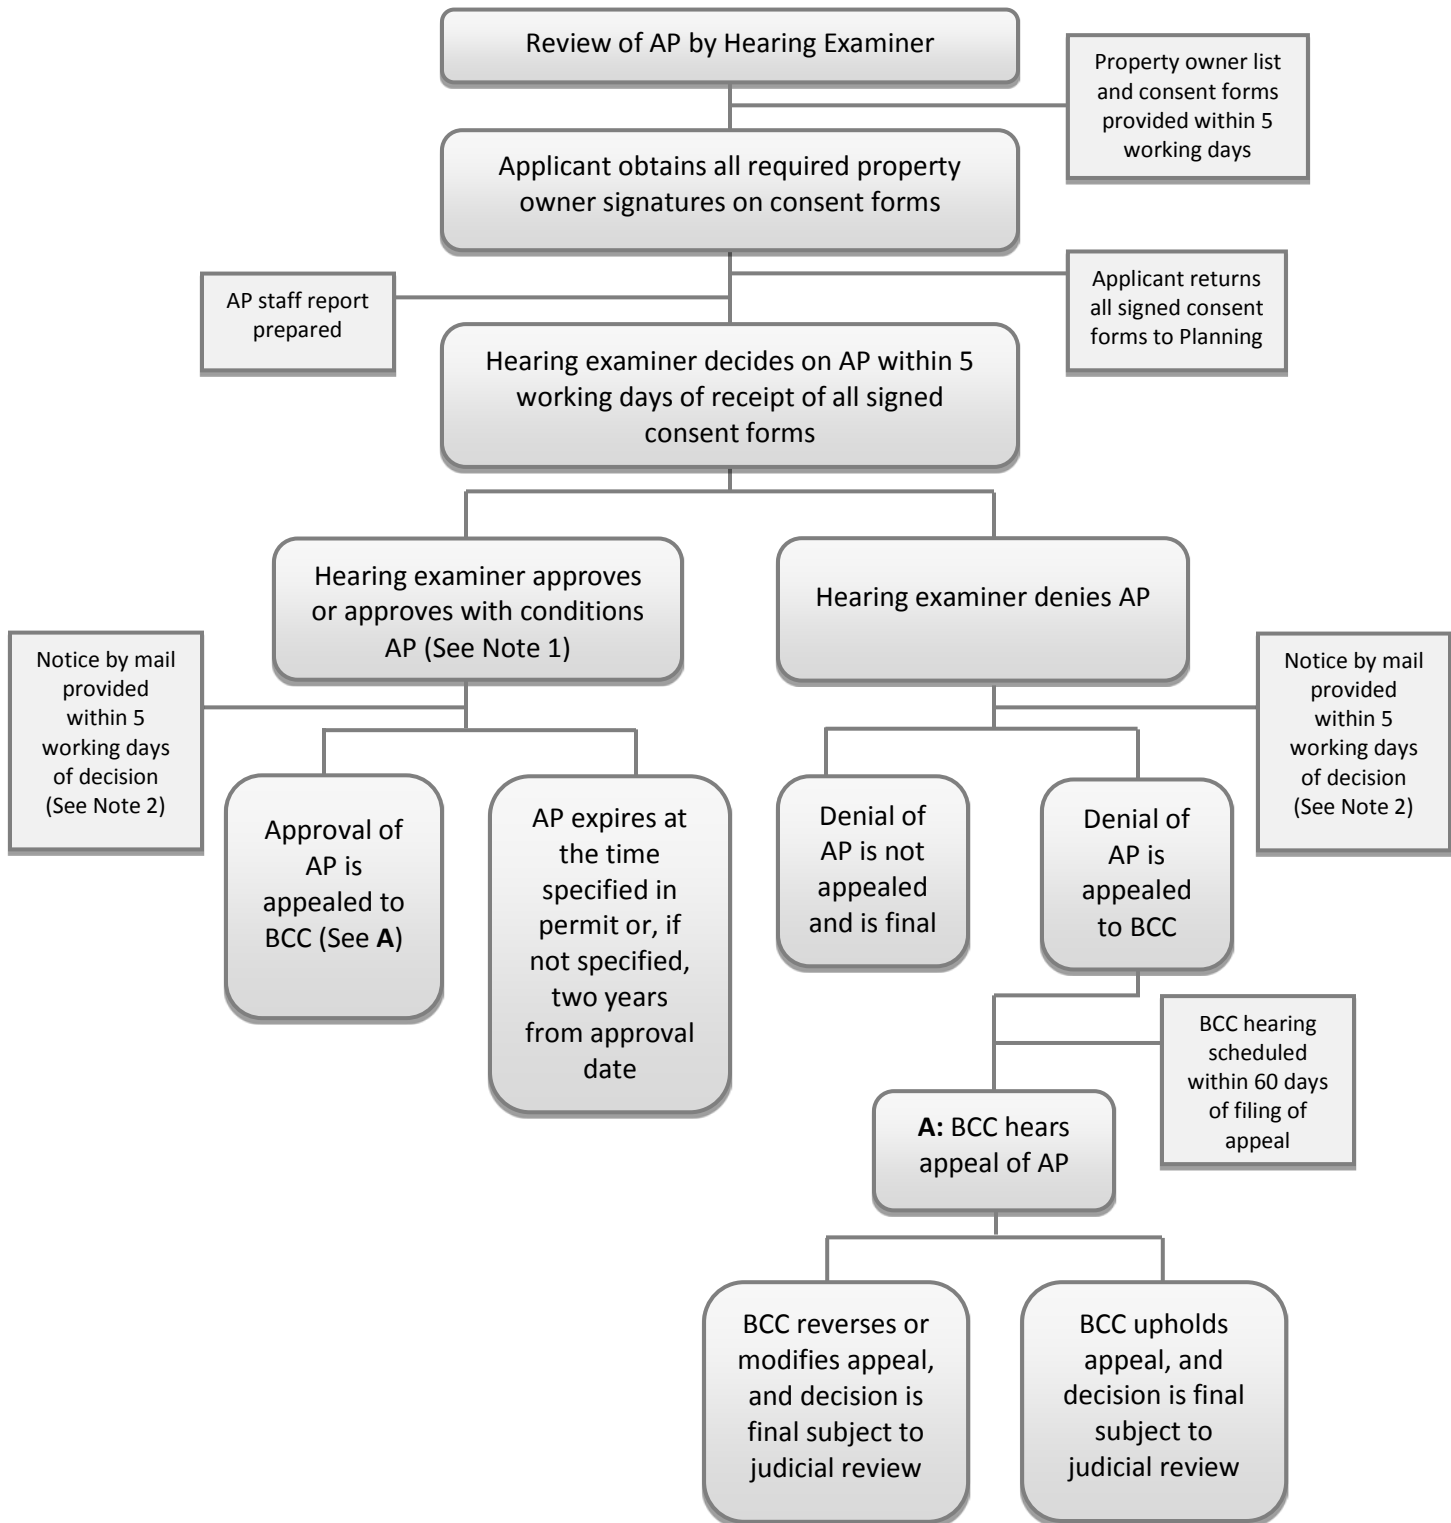 Review of AP by Hearing Examiner
Property owner list
and consent forms
provided within 5
working days
Applicant obtains all required property
owner signatures on consent forms
AP staff report
prepared
Applicant returns
all signed consent
forms to Planning
Hearing examiner decides on AP within 5
working days of receipt of all signed
consent forms
Hearing examiner approves
or approves with conditions
AP (See Note 1)
Hearing examiner denies AP
Notice by mail
provided
within 5
working days
of decision
(See Note 2)
Notice by mail
provided
within 5
working days
of decision
(See Note 2)
Approval of
AP is
appealed to
BCC (See A)
AP expires at
the time
specified in
permit or, if
not specified,
two years
from approval
date
Denial of
AP is not
appealed
and is final
Denial of
AP is
appealed
to BCC
BCC hearing
scheduled
within 60 days
of filing of
appeal
A: BCC hears
appeal of AP
BCC reverses or
modifies appeal,
and decision is
final subject to
judicial review
BCC upholds
appeal, and
decision is final
subject to
judicial review